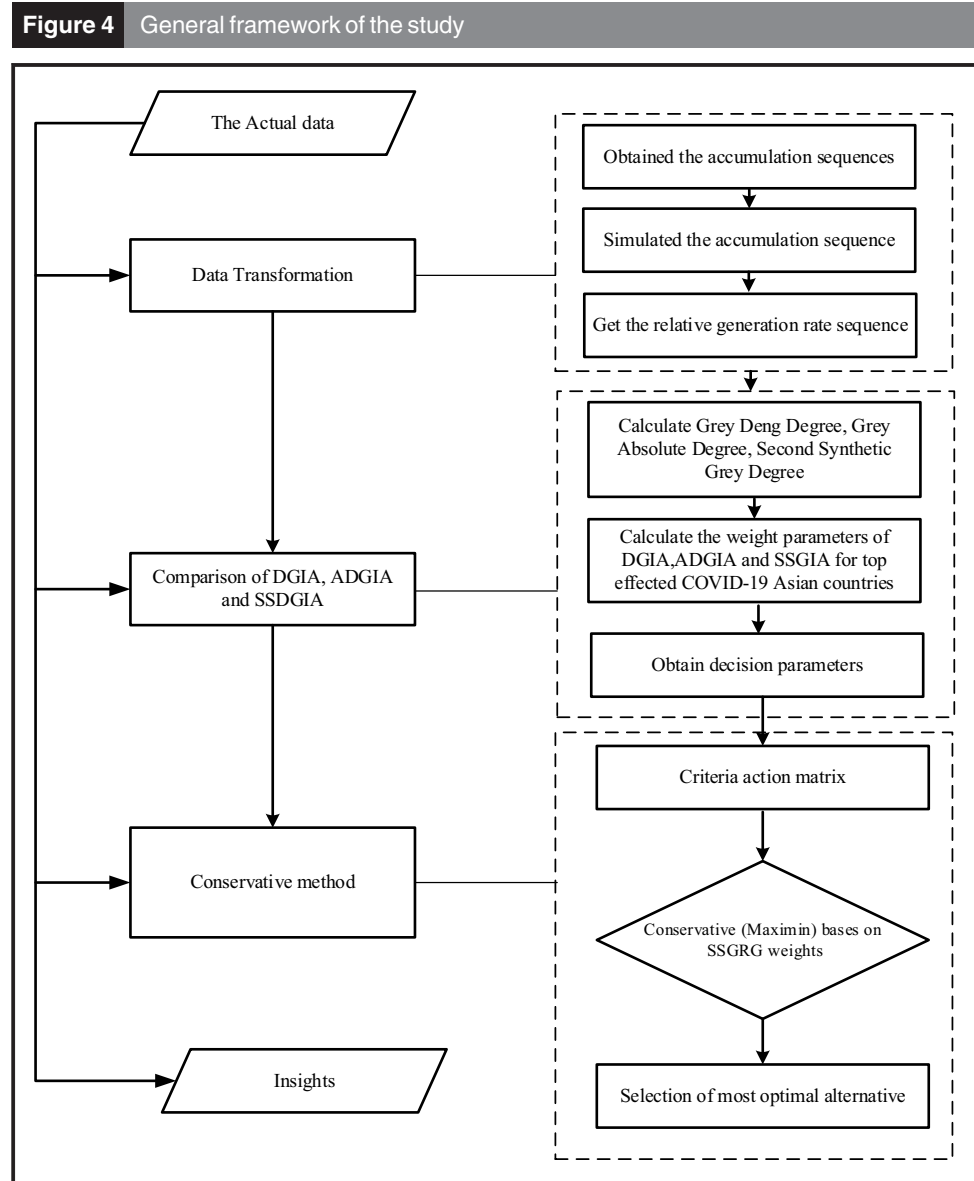 Figure 4 General framework of the study
The Actual data
Data Transformation
Comparison of DGIA, ADGIA
and SSDGIA
Conservative method
Insights
Obtained the accumulation sequences
Simulated the accumulation sequence
Get the relative generation rate sequence
Calculate Grey Deng Degree, Grey
Absolute Degree, Second Synthetic
Grey Degree
Calculate the weight parameters of
DGIA,ADGIA and SSGIA for top
effected COVID-19 Asian countries
Obtain decision parameters
Criteria action matrix
Conservative (Maximin) bases on
SSGRG weights
Selection of most optimal alternative